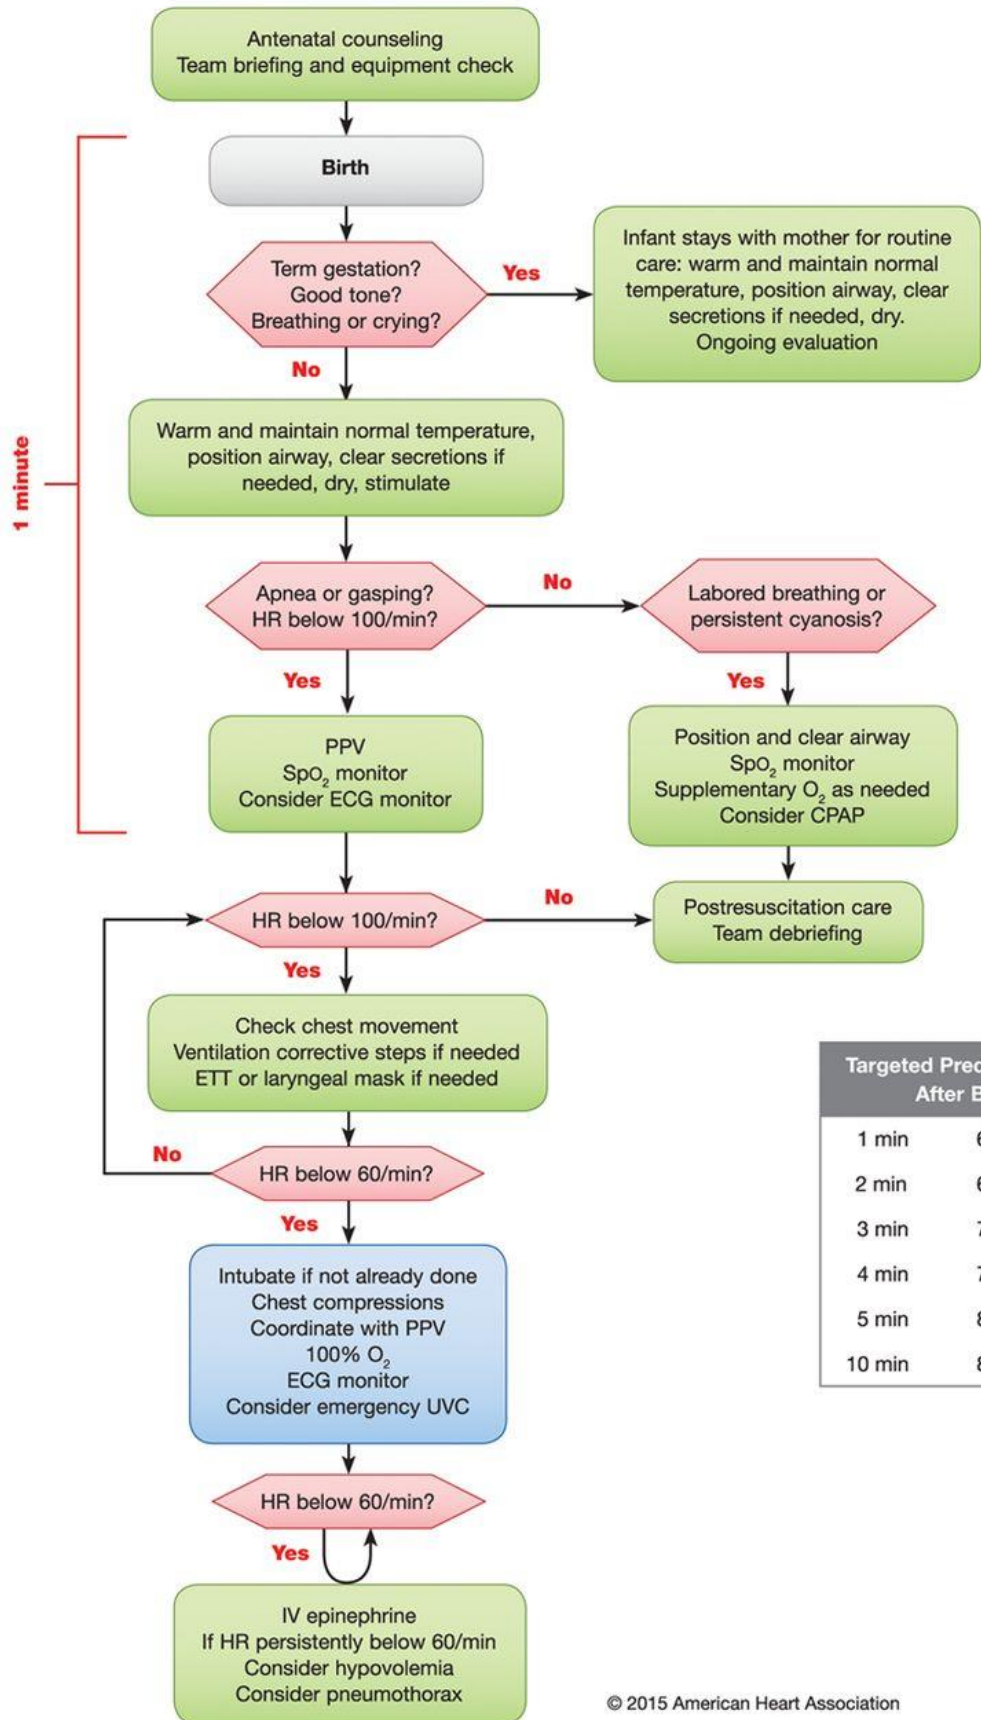 Antenatal counseling
Team briefing and equipment check
Birth
Term gestation?
Good tone?
Breathing or crying?
Yes
Infant stays with mother for routine
care: warm and maintain normal
temperature, position airway, clear
secretions if needed, dry.
Ongoing evaluation
No
1 minute
Warm and maintain normal temperature,
position airway, clear secretions if
needed, dry, stimulate
Apnea or gasping?
HR below 100/min?
No
Labored breathing or
persistent cyanosis?
Yes
Yes
PPV
SpO₂ monitor
Consider ECG monitor
Position and clear airway
SpO₂ monitor
Supplementary O₂ as needed
Consider CPAP
HR below 100/min?
No
Postresuscitation care
Team debriefing
Yes
Check chest movement
Ventilation corrective steps if needed
ETT or laryngeal mask if needed
No
HR below 60/min?
Yes
Intubate if not already done
Chest compressions
Coordinate with PPV
100% O₂
ECG monitor
Consider emergency UVC
HR below 60/min?
Yes
IV epinephrine
If HR persistently below 60/min
Consider hypovolemia
Consider pneumothorax
Targeted
After
1 min
2 min
3 min
4 min
5 min
10 min
© 2015 American Heart Association